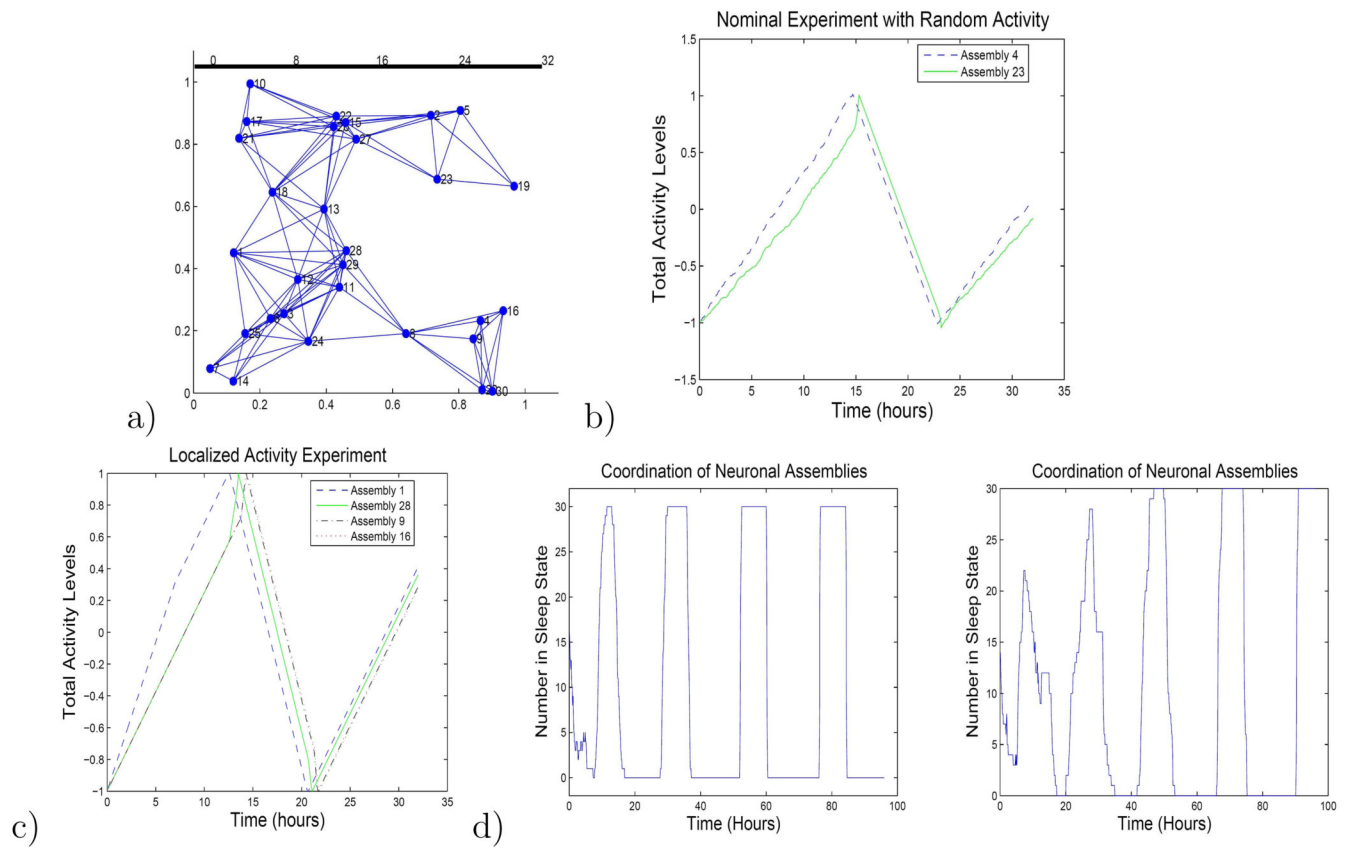 0 8 16 24 32
1
0.8
0.6
0.4
0.2
0
0 0.2 0.4 0.6 0.8 1
10
17
21
22
15
27
2
5
23
19
18
13
1
28
29
12
11
3
25
24
7
14
8
4
9
16
30
a)
Nominal Experiment with Random Activity
Assembly 4
Assembly 23
Total Activity Levels
1.5
1
0.5
0
−0.5
−1
−1.5
0 5 10 15 20 25 30 35
Time (hours)
b)
Localized Activity Experiment
Assembly 1
Assembly 28
Assembly 9
Assembly 16
Total Activity Levels
1
0.8
0.6
0.4
0.2
0
−0.2
−0.4
−0.6
−0.8
−1
0 5 10 15 20 25 30 35
Time (hours)
c)
Coordination of Neuronal Assemblies
Number in Sleep State
30
25
20
15
10
5
0
0 20 40 60 80 100
Time (Hours)
d)
Coordination of Neuronal Assemblies
Number in Sleep State
30
25
20
15
10
5
0
0 20 40 60 80 100
Time (Hours)